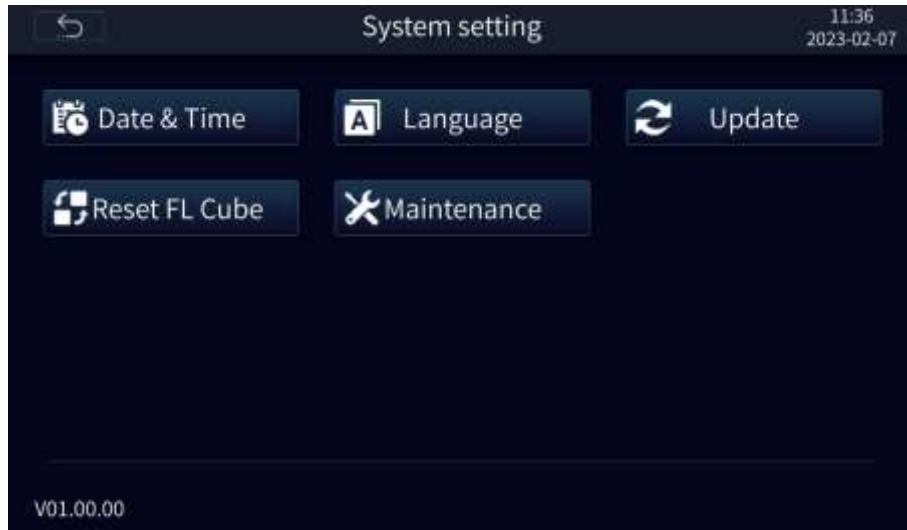 System setting
11:36
2023-02-07
Date & Time
A Language
Update
Reset FL Cube
Maintenance
V01.00.00